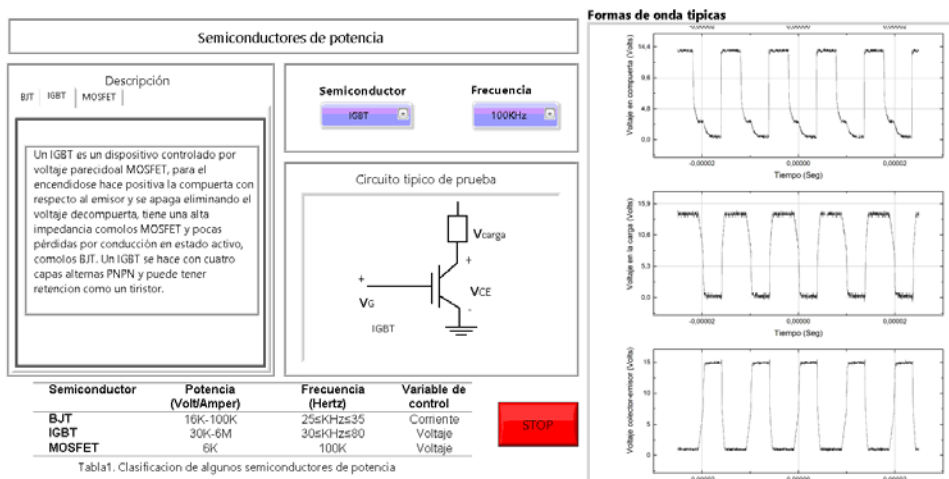 Semiconductores de potencia
Descripción
BJT IGBT MOSFET
Un IGBT es un dispositivo controlado por
voltaje parecidoal MOSFET, para el
encendidose hace positiva la compuerta con
respecto al emisor y se apaga eliminando el
voltaje decompuerta, tiene una alta
impedancia comolos MOSFET y pocas
pérdidas por conducción en estado activo,
comolos BJT. Un IGBT se hace con cuatro
capas alternas PNPN y puede tener
retencion como un tiristor.
Semiconductor Frecuencia
IGBT 100KHz
Circuito tipico de prueba
Vcarga
+
+
VCE
VG
-
IGBT
Semiconductor Potencia Frecuencia Variable de
(Volt/Amper) (Hertz) control
BJT 16K-100K 25≤KHz≤35 Corriente
IGBT 30K-6M 30≤KHz≤80 Voltaje
MOSFET 6K 100K Voltaje
Tabla1. Clasificacion de algunos semiconductores de potencia
STOP
Formas de onda tipicas
Voltaje en compuerta (Volts)
14,4
9,6
4,8
0,0
-0,00002 0,00000 0,00002
Tiempo (Seg)
Voltaje en la carga (Volts)
15,9
10,6
5,3
0,0
-0,00002 0,00000 0,00002
Tiempo (Seg)
Voltaje colector-emisor (Volts)
15
10
5
0